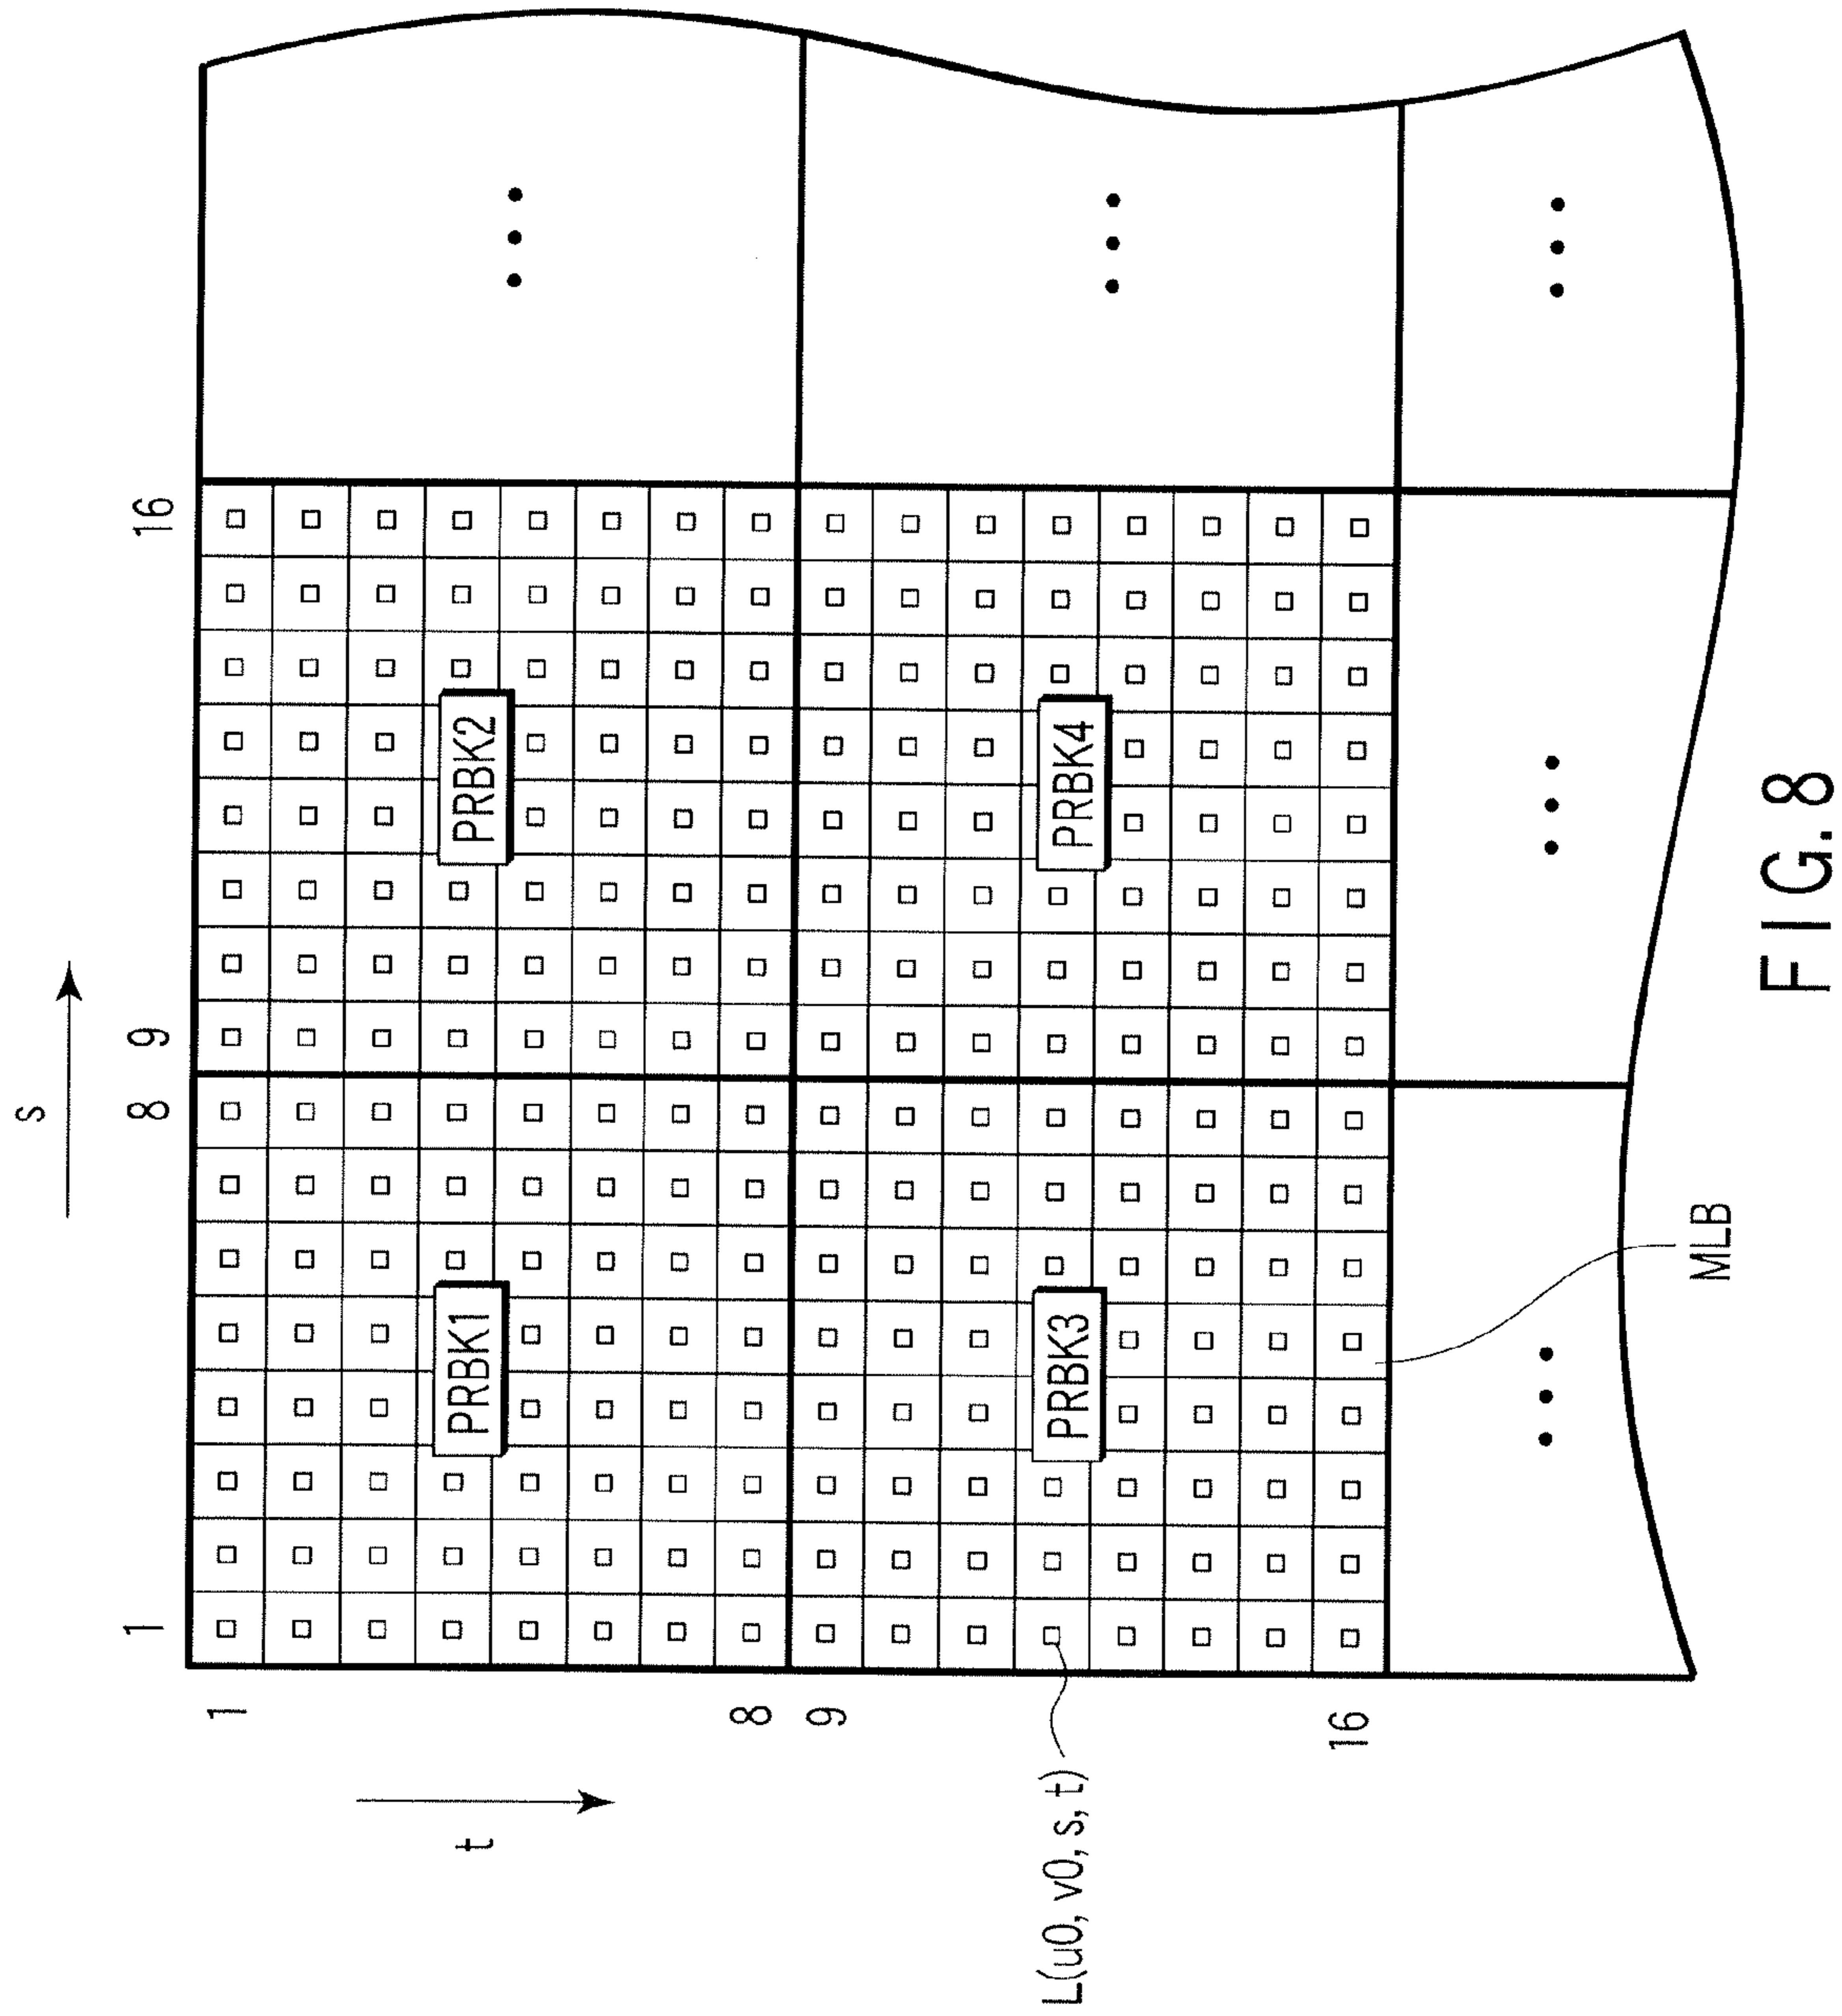 s
1 8 9 16
t
1
8
9
16
PRBK1
PRBK2
PRBK3
PRBK4
L(u0, v0, s, t)
MLB
FIG. 8